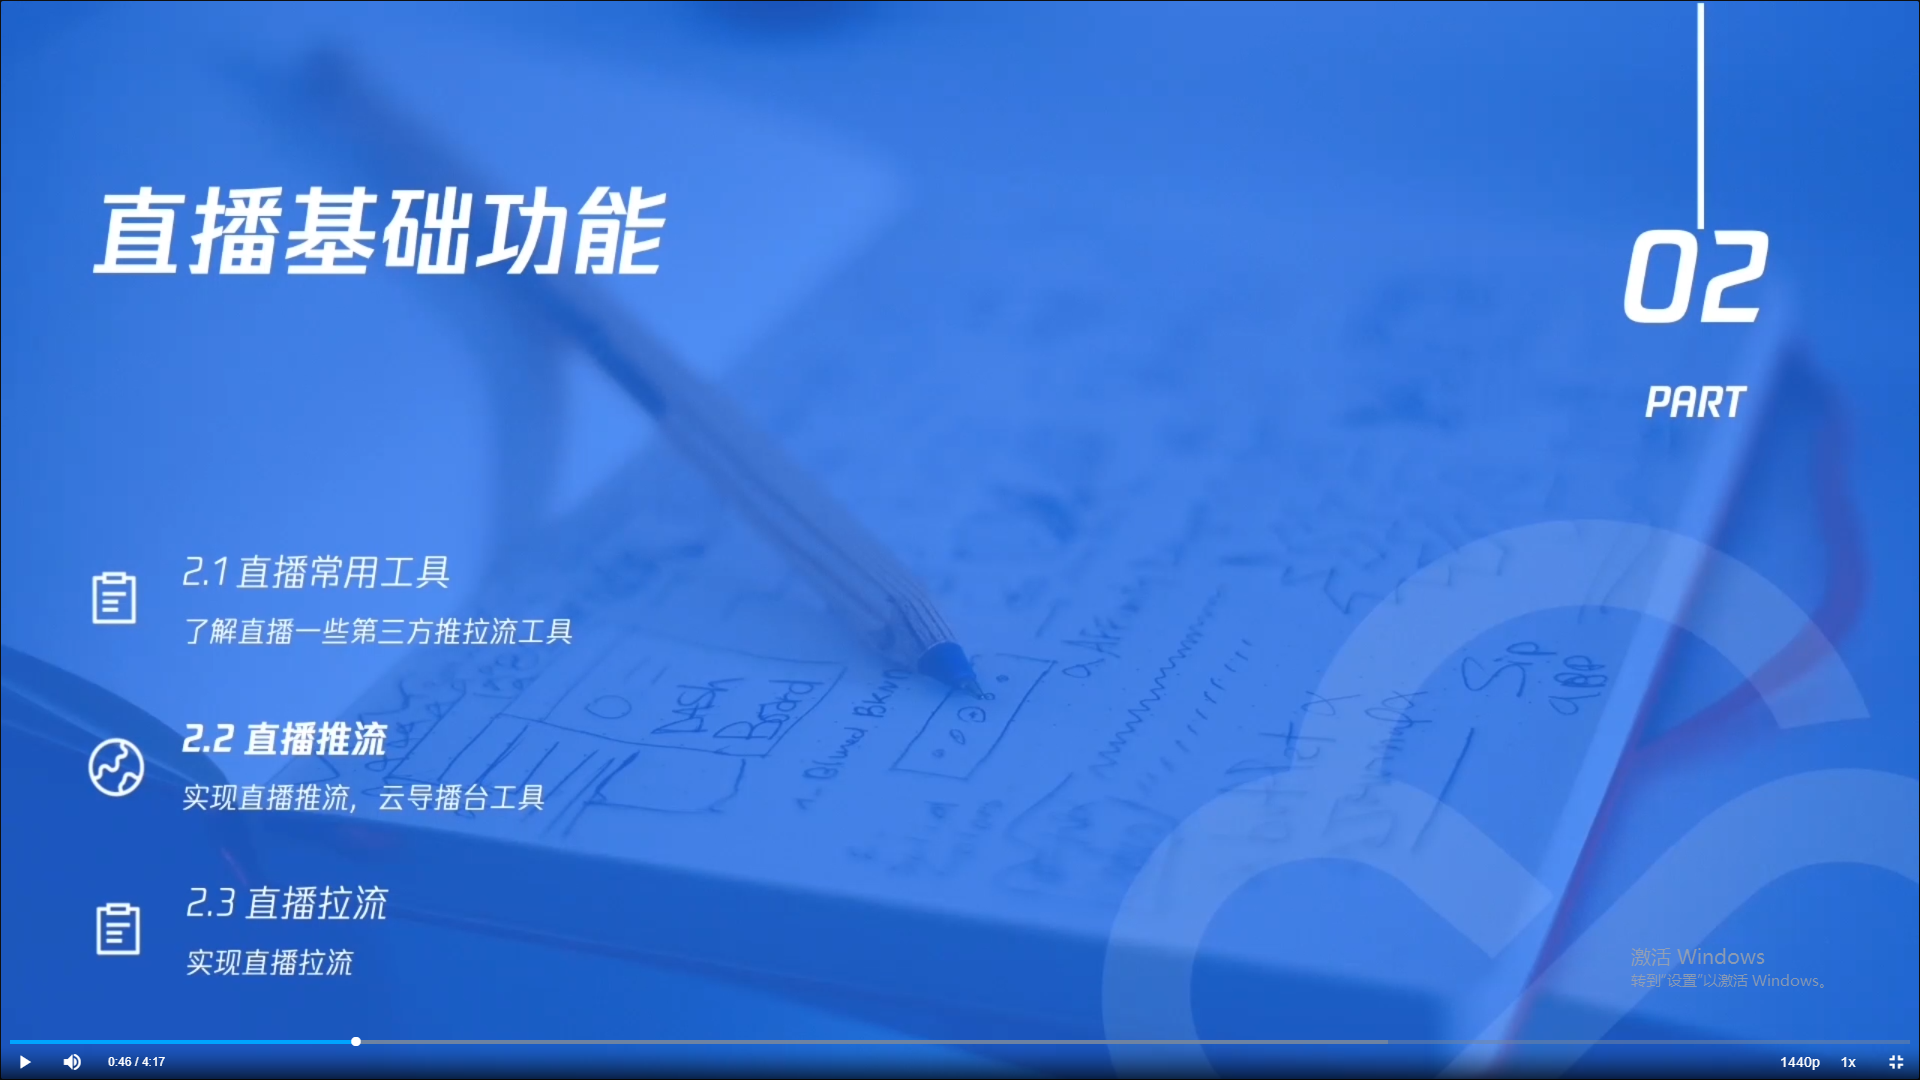 直播基础功能
02
PART
2.1 直播常用工具
了解直播一些第三方推拉流工具
2.2 直播推流
实现直播推流，云导播台工具
2.3 直播拉流
实现直播拉流
Board
Sip
app
激活 Windows
转到“设置”以激活 Windows。
0:46 / 4:17
1440p
1x